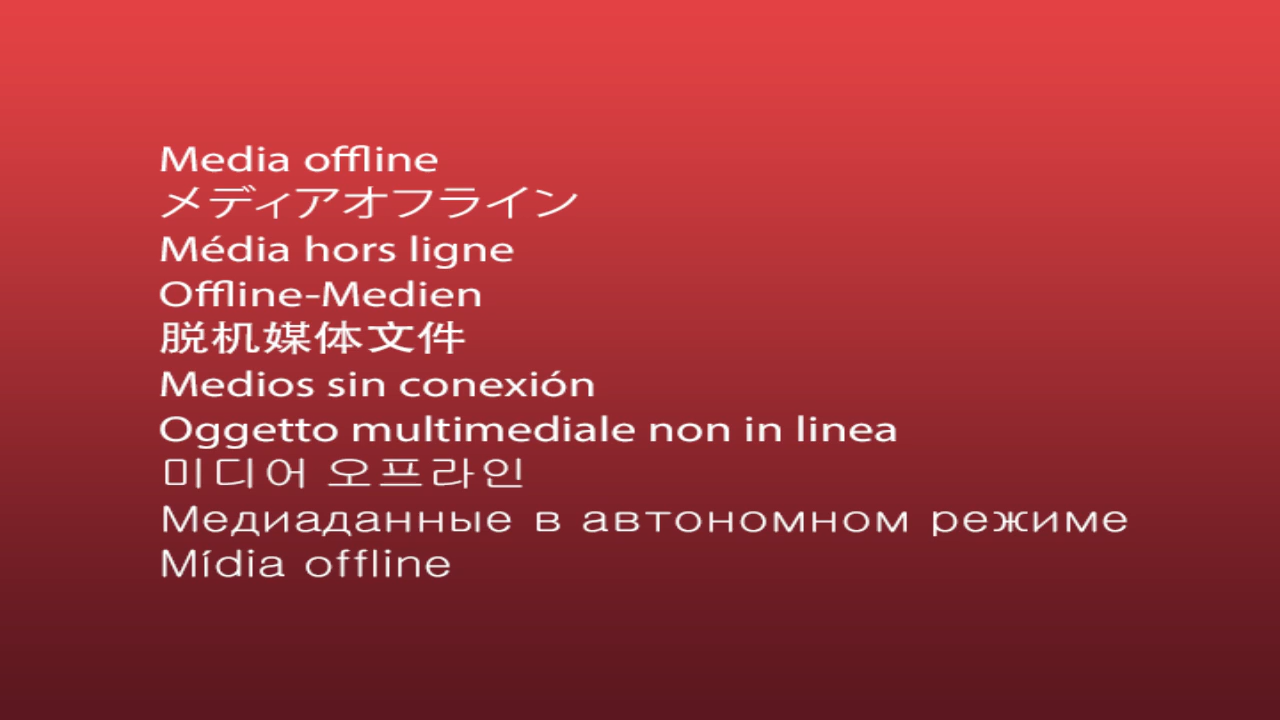 Media offline
メディアオフライン
Média hors ligne
Offline-Medien
脱机媒体文件
Medios sin conexión
Oggetto multimediale non in linea
미디어 오프라인
Медиаданные в автономном режиме
Mídia offline